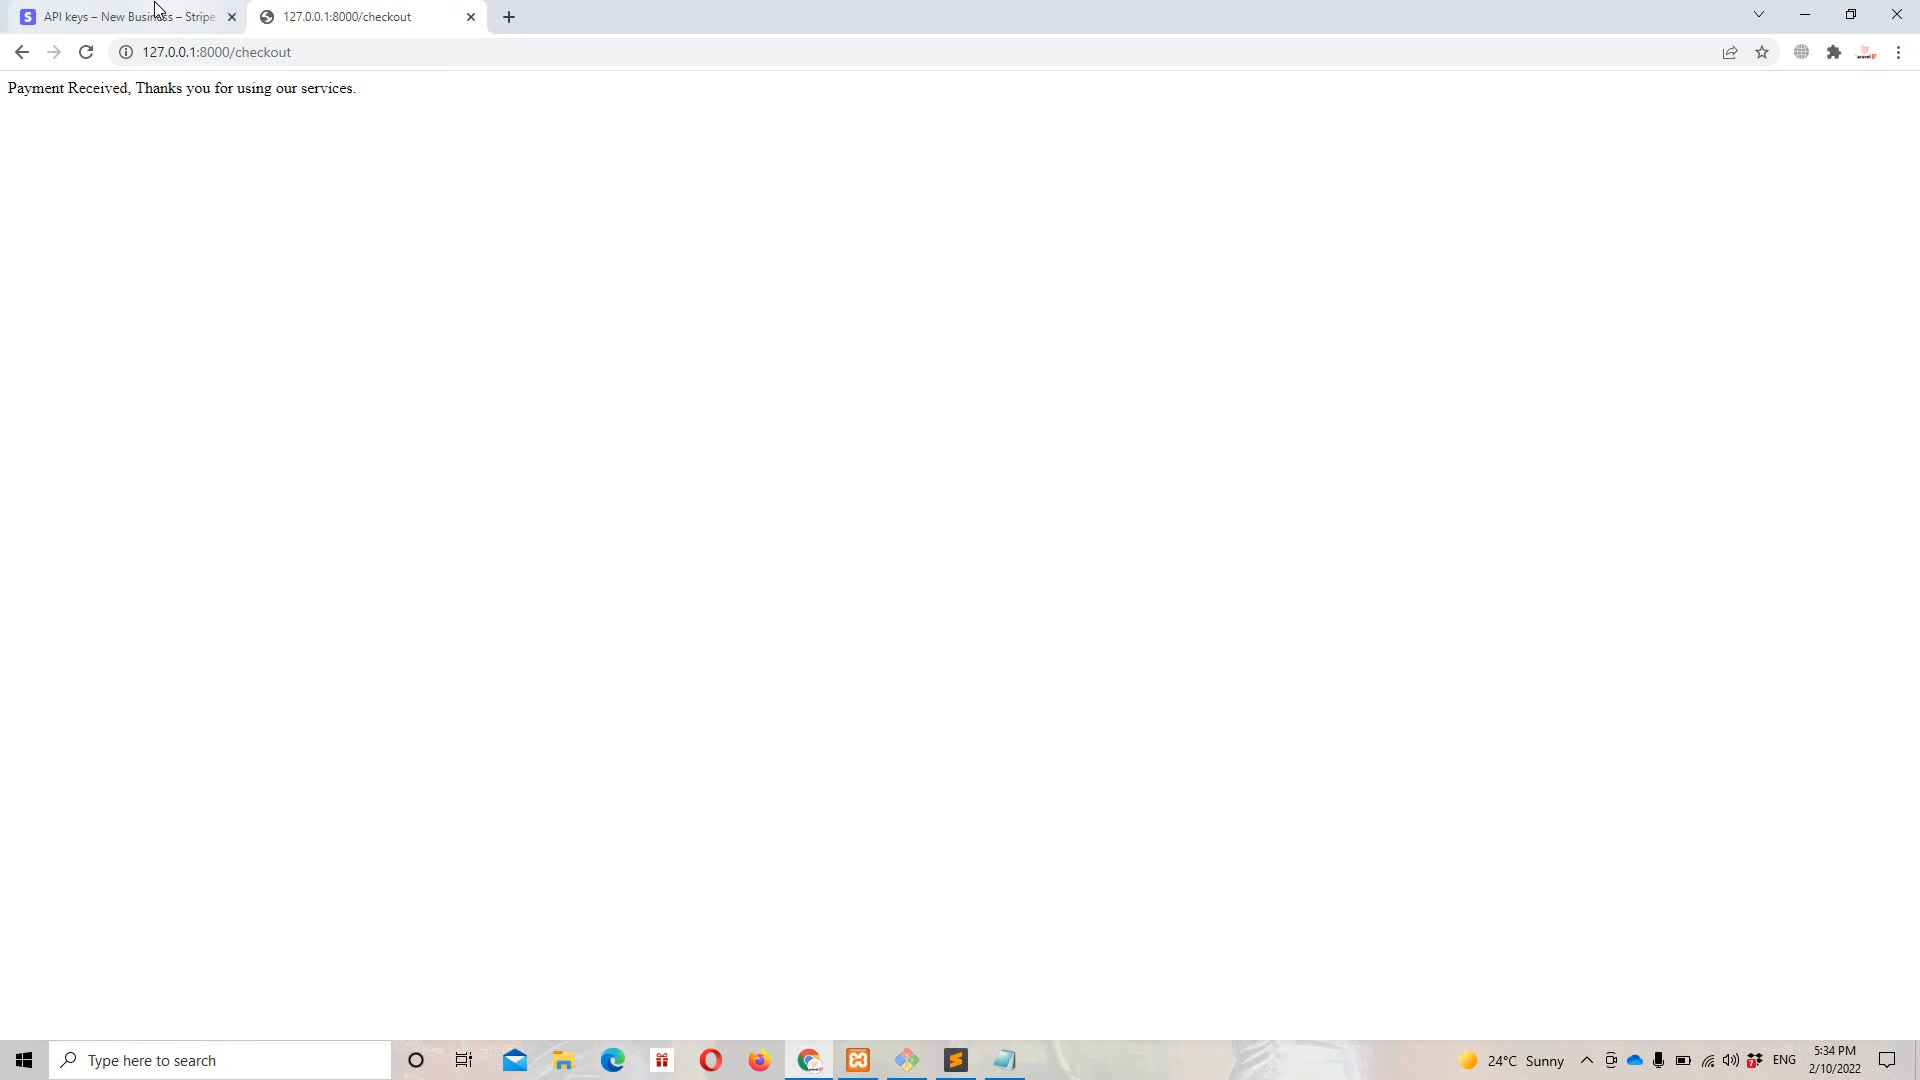 API keys – New Business – Stripe
127.0.0.1:8000/checkout
127.0.0.1:8000/checkout
Payment Received, Thanks you for using our services.
Type here to search
24°C Sunny
ENG
5:34 PM
2/10/2022